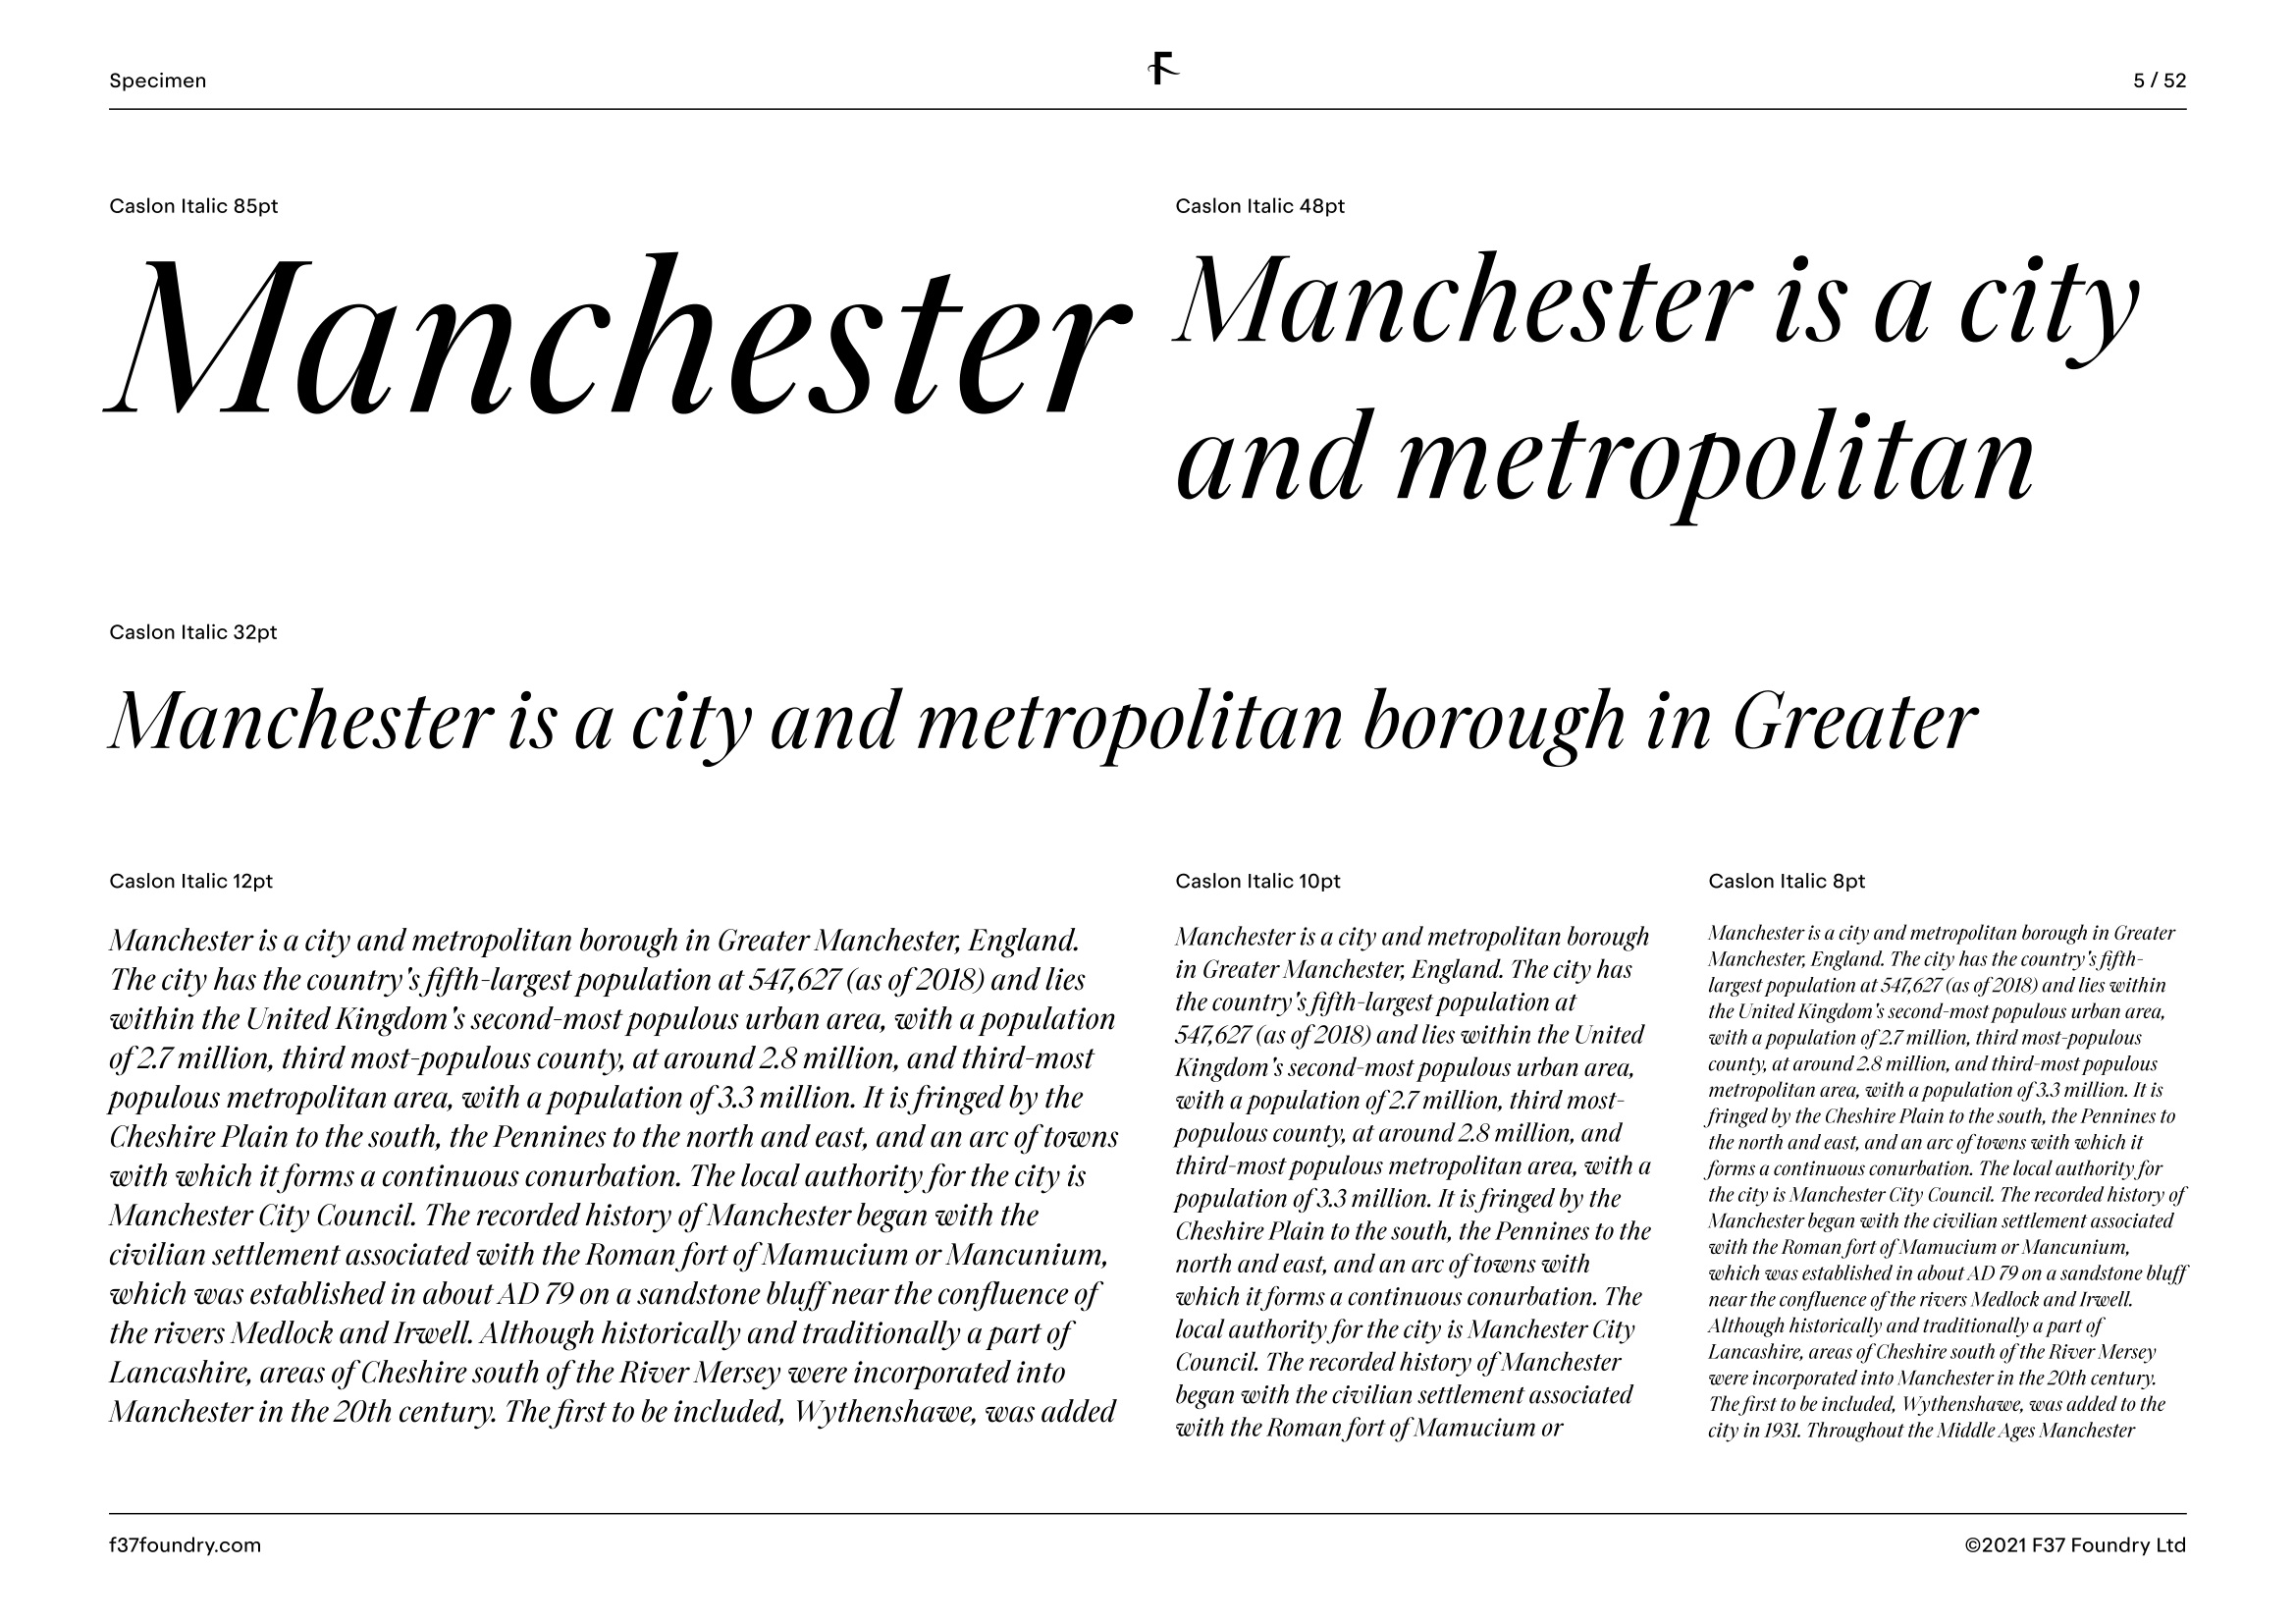 Specimen
F
5 / 52
Caslon Italic 85pt
Manchester
Caslon Italic 48pt
Manchester is a city
and metropolitan
Caslon Italic 32pt
Manchester is a city and metropolitan borough in Greater
Caslon Italic 12pt
Manchester is a city and metropolitan borough in Greater Manchester, England.
The city has the country's fifth-largest population at 547,627 (as of 2018) and lies
within the United Kingdom's second-most populous urban area, with a population
of 2.7 million, third most-populous county, at around 2.8 million, and third-most
populous metropolitan area, with a population of 3.3 million. It is fringed by the
Cheshire Plain to the south, the Pennines to the north and east, and an arc of towns
with which it forms a continuous conurbation. The local authority for the city is
Manchester City Council. The recorded history of Manchester began with the
civilian settlement associated with the Roman fort of Mamucium or Mancunium,
which was established in about AD 79 on a sandstone bluff near the confluence of
the rivers Medlock and Irwell. Although historically and traditionally a part of
Lancashire, areas of Cheshire south of the River Mersey were incorporated into
Manchester in the 20th century. The first to be included, Wythenshawe, was added
Caslon Italic 10pt
Manchester is a city and metropolitan borough
in Greater Manchester, England. The city has
the country's fifth-largest population at
547,627 (as of 2018) and lies within the United
Kingdom's second-most populous urban area,
with a population of 2.7 million, third most-
populous county, at around 2.8 million, and
third-most populous metropolitan area, with a
population of 3.3 million. It is fringed by the
Cheshire Plain to the south, the Pennines to the
north and east, and an arc of towns with
which it forms a continuous conurbation. The
local authority for the city is Manchester City
Council. The recorded history of Manchester
began with the civilian settlement associated
with the Roman fort of Mamucium or
Caslon Italic 8pt
Manchester is a city and metropolitan borough in Greater
Manchester, England. The city has the country's fifth-
largest population at 547,627 (as of 2018) and lies within
the United Kingdom's second-most populous urban area,
with a population of 2.7 million, third most-populous
county, at around 2.8 million, and third-most populous
metropolitan area, with a population of 3.3 million. It is
fringed by the Cheshire Plain to the south, the Pennines to
the north and east, and an arc of towns with which it
forms a continuous conurbation. The local authority for
the city is Manchester City Council. The recorded history of
Manchester began with the civilian settlement associated
with the Roman fort of Mamucium or Mancunium,
which was established in about AD 79 on a sandstone bluff
near the confluence of the rivers Medlock and Irwell.
Although historically and traditionally a part of
Lancashire, areas of Cheshire south of the River Mersey
were incorporated into Manchester in the 20th century.
The first to be included, Wythenshawe, was added to the
city in 1931. Throughout the Middle Ages Manchester
f37foundry.com
©2021 F37 Foundry Ltd